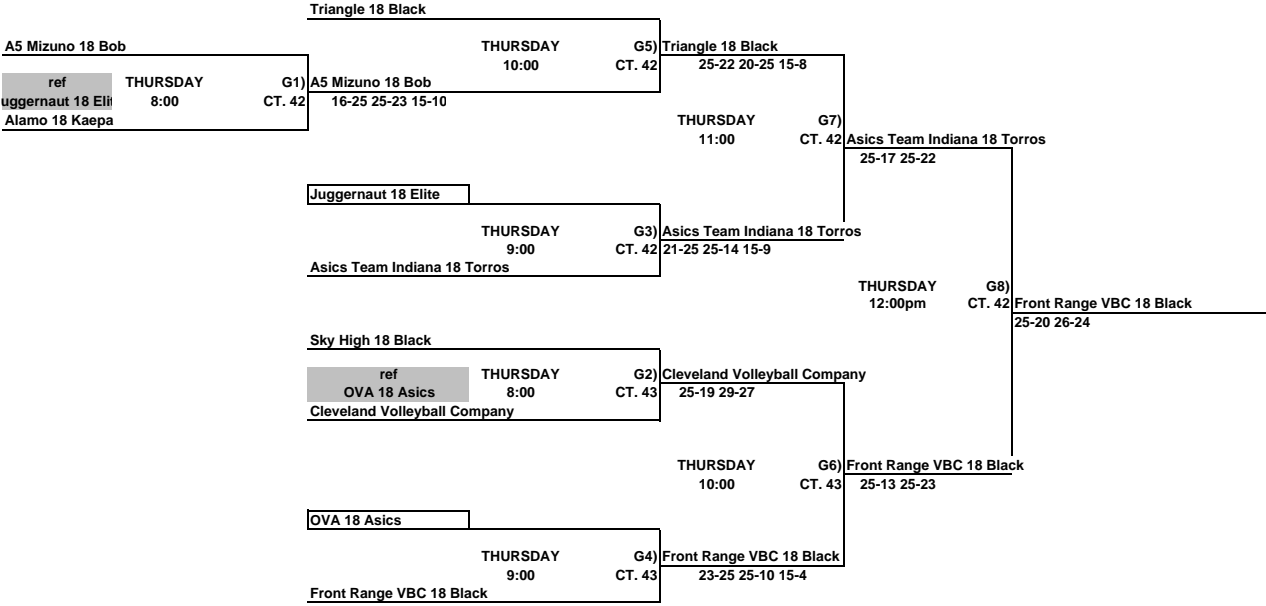 Triangle 18 Black
A5 Mizuno 18 Bob
THURSDAY G5) Triangle 18 Black
10:00 CT. 42 25-22 20-25 15-8
ref THURSDAY G1) A5 Mizuno 18 Bob
uggernaut 18 Elit 8:00 CT. 42 16-25 25-23 15-10
Alamo 18 Kaepa
THURSDAY G7)
11:00 CT. 42 Asics Team Indiana 18 Torros
25-17 25-22
Juggernaut 18 Elite
THURSDAY G3) Asics Team Indiana 18 Torros
9:00 CT. 42 21-25 25-14 15-9
Asics Team Indiana 18 Torros
THURSDAY G8)
12:00pm CT. 42 Front Range VBC 18 Black
25-20 26-24
Sky High 18 Black
ref THURSDAY G2) Cleveland Volleyball Company
OVA 18 Asics 8:00 CT. 43 25-19 29-27
Cleveland Volleyball Company
THURSDAY G6) Front Range VBC 18 Black
10:00 CT. 43 25-13 25-23
OVA 18 Asics
THURSDAY G4) Front Range VBC 18 Black
9:00 CT. 43 23-25 25-10 15-4
Front Range VBC 18 Black